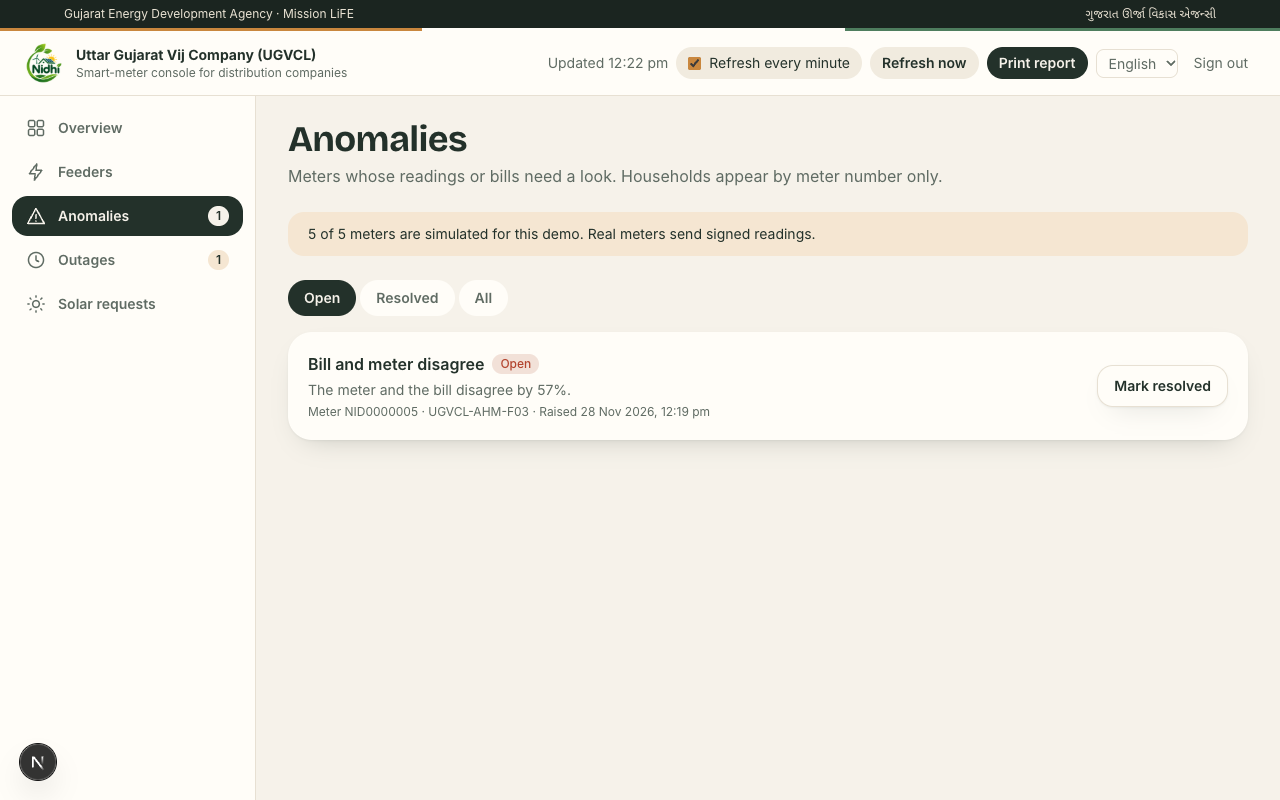 Gujarat Energy Development Agency · Mission LiFE
ગુજરાત ઊર્જા વિકાસ એજન્સી
Nidhi
Uttar Gujarat Vij Company (UGVCL)
Smart-meter console for distribution companies
Updated 12:22 pm
Refresh every minute
Refresh now
Print report
English
Sign out
Overview
Feeders
Anomalies 1
Outages 1
Solar requests
Anomalies
Meters whose readings or bills need a look. Households appear by meter number only.
5 of 5 meters are simulated for this demo. Real meters send signed readings.
Open
Resolved
All
Bill and meter disagree Open
The meter and the bill disagree by 57%.
Meter NID0000005 · UGVCL-AHM-F03 · Raised 28 Nov 2026, 12:19 pm
Mark resolved
N